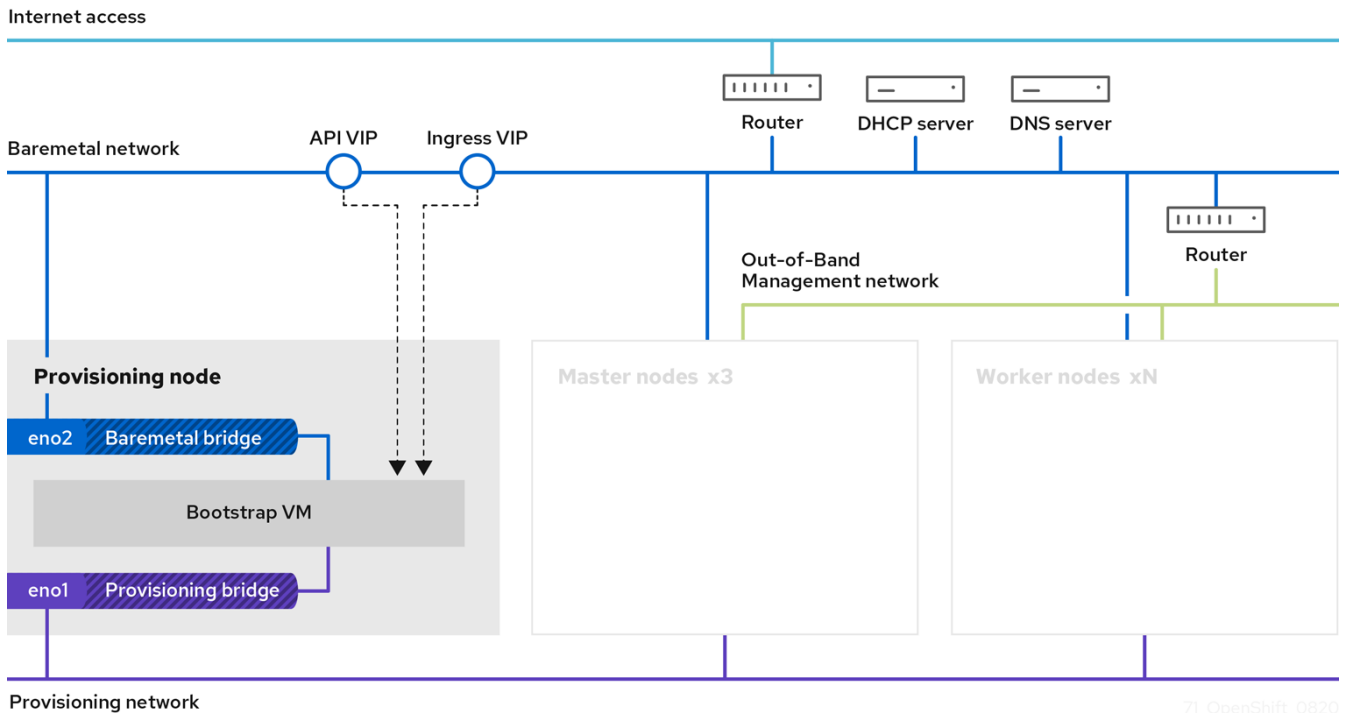 Internet access
Router
DHCP server
DNS server
API VIP
Ingress VIP
Baremetal network
Router
Out-of-Band
Management network
Provisioning node
Master nodes x3
Worker nodes xN
eno2
Baremetal bridge
Bootstrap VM
eno1
Provisioning bridge
Provisioning network
71_OpenShift_0820